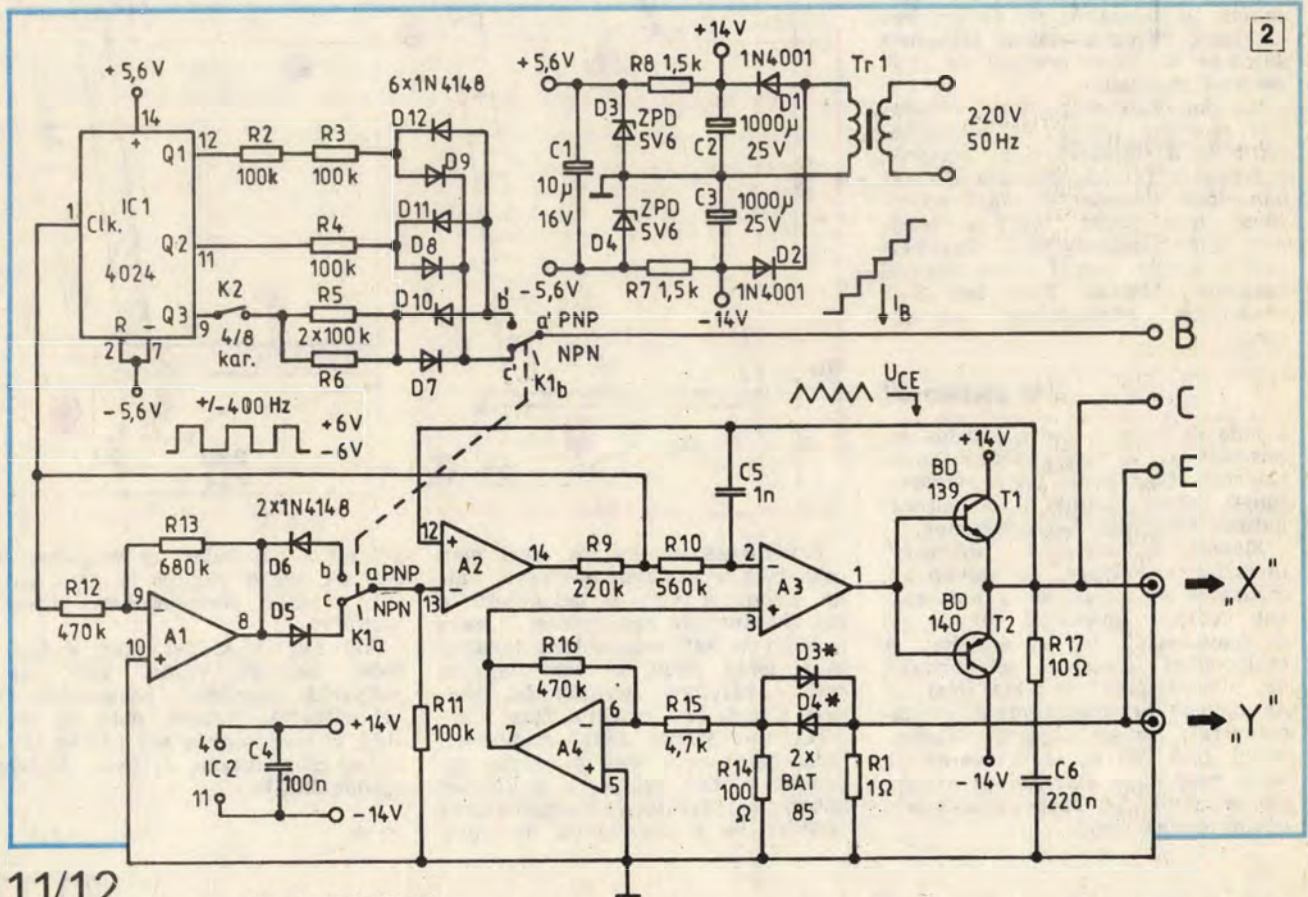 2
+5,6V
14
+
12
Q1
R2
100k
R3
100k
6x1N4148
D12
D9
1
Clk.
IC1
4024
Q2
11
R4
100k
D11
D8
K2
Q3
9
4/8
kar.
R5
2x100k
R6
D10
D7
R
-
2
7
-5,6V
b'
a'
PNP
NPN
c'
K1b
+5,6V
R8 1,5k
+14V
1N4001
D1
Tr1
220V
50Hz
D3
ZPD
5V6
C1
10µ
16V
1000µ
25V
C2
C3
1000µ
25V
ZPD
5V6
D4
D2
-5,6V
R7 1,5k
-14V
1N4001
IB
B
C
E
UCE
+/-400 Hz
+6V
-6V
R13
680k
2x1N4148
D6
D5
b
a
PNP
c
NPN
K1a
R12
470k
9
10
-
+
A1
8
12
+
A2
-
13
14
R9
220k
R10
560k
C5
1n
2
-
A3
+
3
1
+14V
BD
139
T1
BD
140
T2
-14V
R17
10Ω
C6
220n
„X"
„Y"
R11
100k
R16
470k
7
A4
6
-
+
5
R15
4,7k
D3*
D4*
2x
BAT
85
R14
100
Ω
R1
1Ω
4
IC2
11
C4
100n
+14V
-14V
11/12